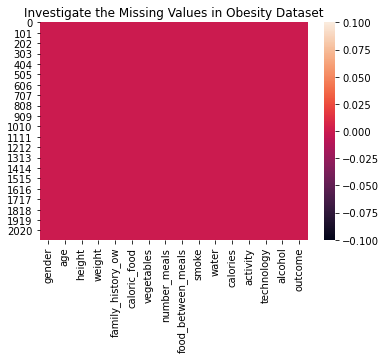 Investigate the Missing Values in Obesity Dataset
0
101
202
303
404
505
606
707
808
909
1010
1111
1212
1313
1414
1515
1616
1717
1818
1919
2020
gender
age
height
weight
family_history_ow
caloric_food
vegetables
number_meals
food_between_meals
smoke
water
calories
activity
technology
alcohol
outcome
0.100
0.075
0.050
0.025
0.000
−0.025
−0.050
−0.075
−0.100